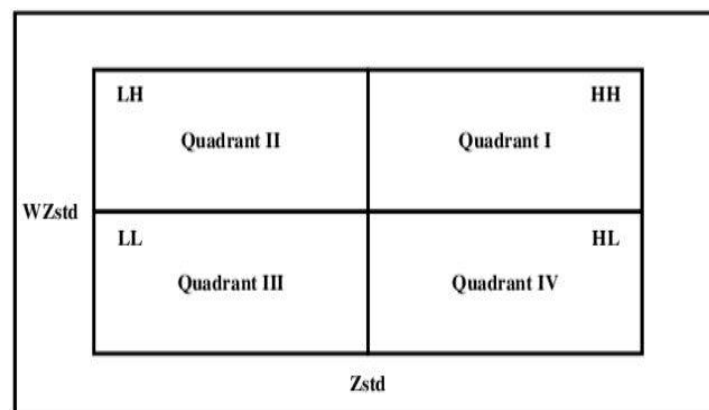 LH
HH
Quadrant II
Quadrant I
WZstd
LL
HL
Quadrant III
Quadrant IV
Zstd